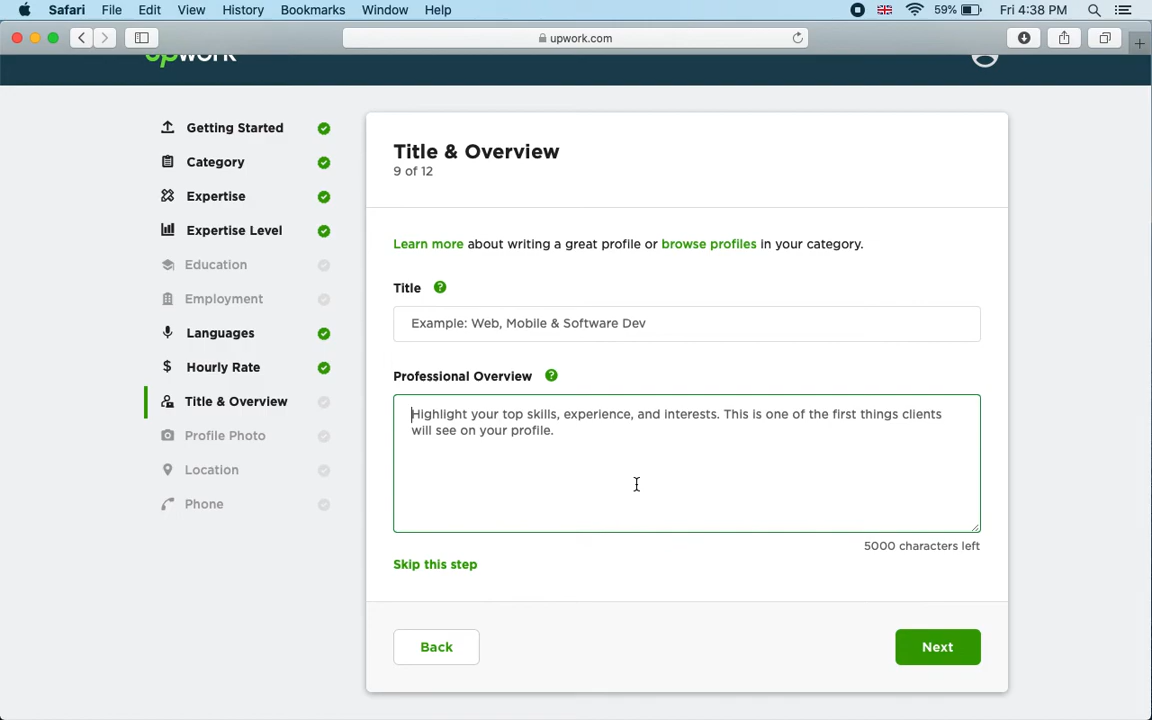 Safari File Edit View History Bookmarks Window Help 59% Fri 4:38 PM
upwork.com
upwork
Getting Started
Category
Expertise
Expertise Level
Education
Employment
Languages
$ Hourly Rate
Title & Overview
Profile Photo
Location
Phone
Title & Overview
9 of 12
Learn more about writing a great profile or browse profiles in your category.
Title ?
Example: Web, Mobile & Software Dev
Professional Overview ?
Highlight your top skills, experience, and interests. This is one of the first things clients
will see on your profile.
5000 characters left
Skip this step
Back
Next